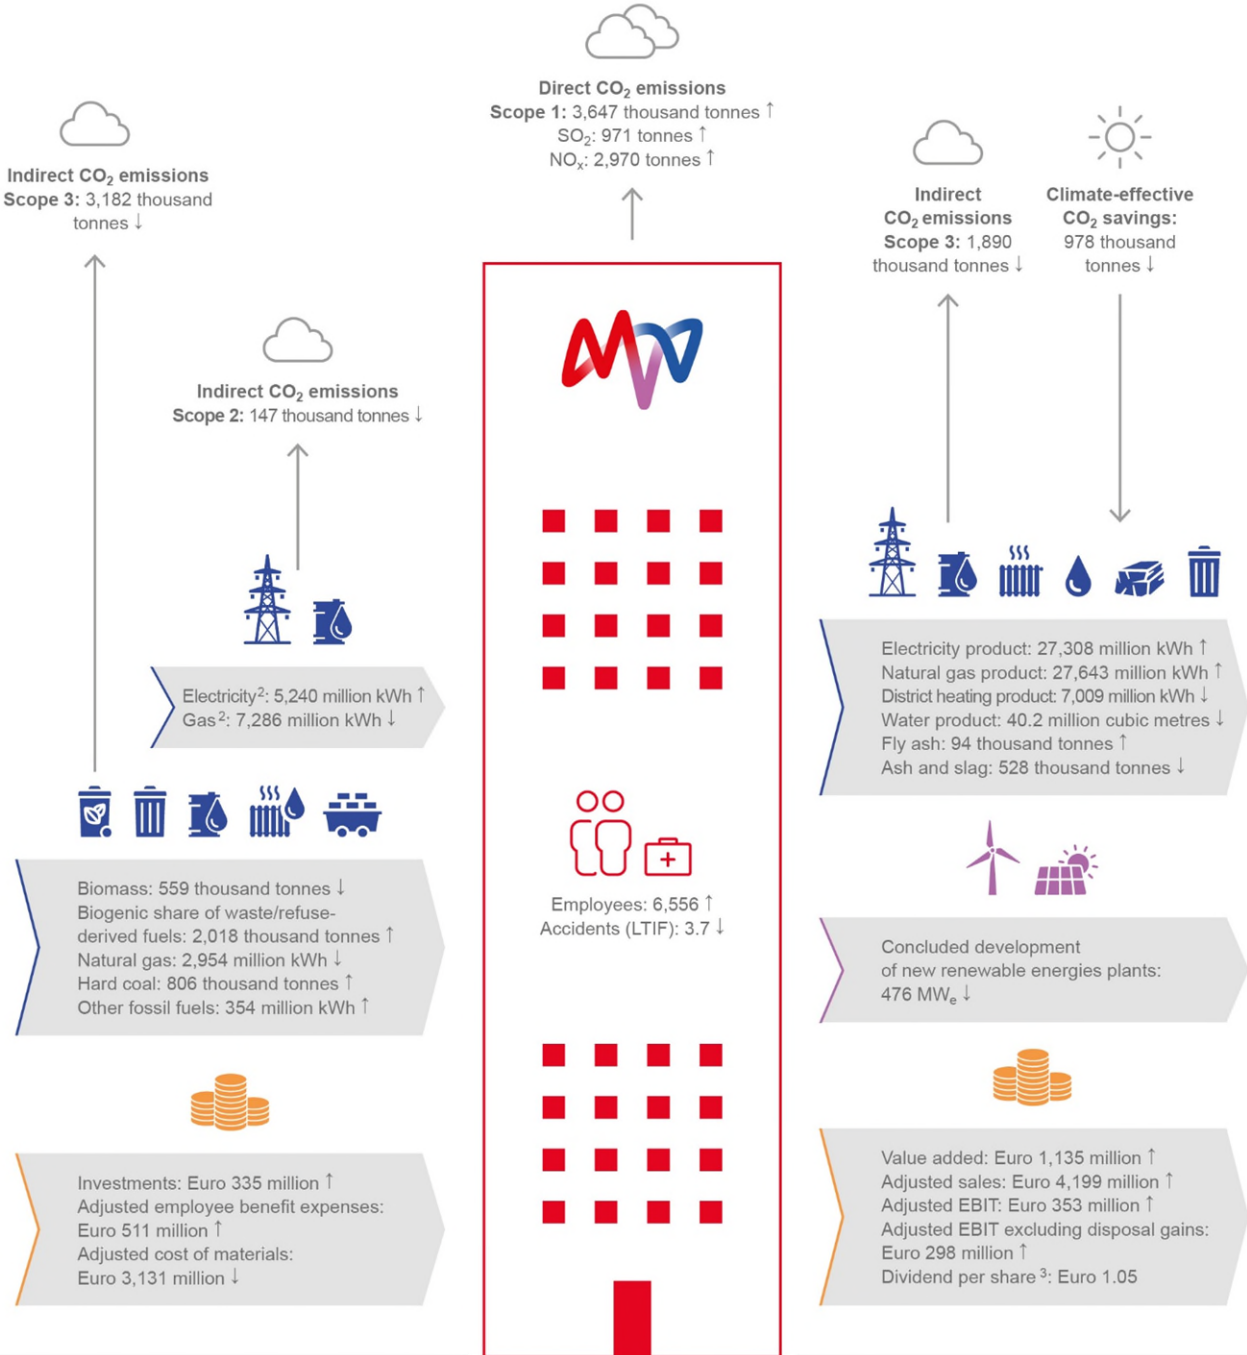 Direct CO₂ emissions
Scope 1: 3,647 thousand tonnes ↑
SO₂: 971 tonnes ↑
NOₓ: 2,970 tonnes ↑
Indirect CO₂ emissions
Scope 3: 3,182 thousand
tonnes ↓
Indirect CO₂ emissions
Scope 2: 147 thousand tonnes ↓
Electricity²: 5,240 million kWh ↑
Gas²: 7,286 million kWh ↓
Biomass: 559 thousand tonnes ↓
Biogenic share of waste/refuse-
derived fuels: 2,018 thousand tonnes ↑
Natural gas: 2,954 million kWh ↓
Hard coal: 806 thousand tonnes ↑
Other fossil fuels: 354 million kWh ↑
Investments: Euro 335 million ↑
Adjusted employee benefit expenses:
Euro 511 million ↑
Adjusted cost of materials:
Euro 3,131 million ↓
MVV
Employees: 6,556 ↑
Accidents (LTIF): 3.7 ↓
Indirect
CO₂ emissions
Scope 3: 1,890
thousand tonnes ↓
Climate-effective
CO₂ savings:
978 thousand
tonnes ↓
Electricity product: 27,308 million kWh ↑
Natural gas product: 27,643 million kWh ↑
District heating product: 7,009 million kWh ↓
Water product: 40.2 million cubic metres ↓
Fly ash: 94 thousand tonnes ↑
Ash and slag: 528 thousand tonnes ↓
Concluded development
of new renewable energies plants:
476 MWₑ ↓
Value added: Euro 1,135 million ↑
Adjusted sales: Euro 4,199 million ↑
Adjusted EBIT: Euro 353 million ↑
Adjusted EBIT excluding disposal gains:
Euro 298 million ↑
Dividend per share ³: Euro 1.05